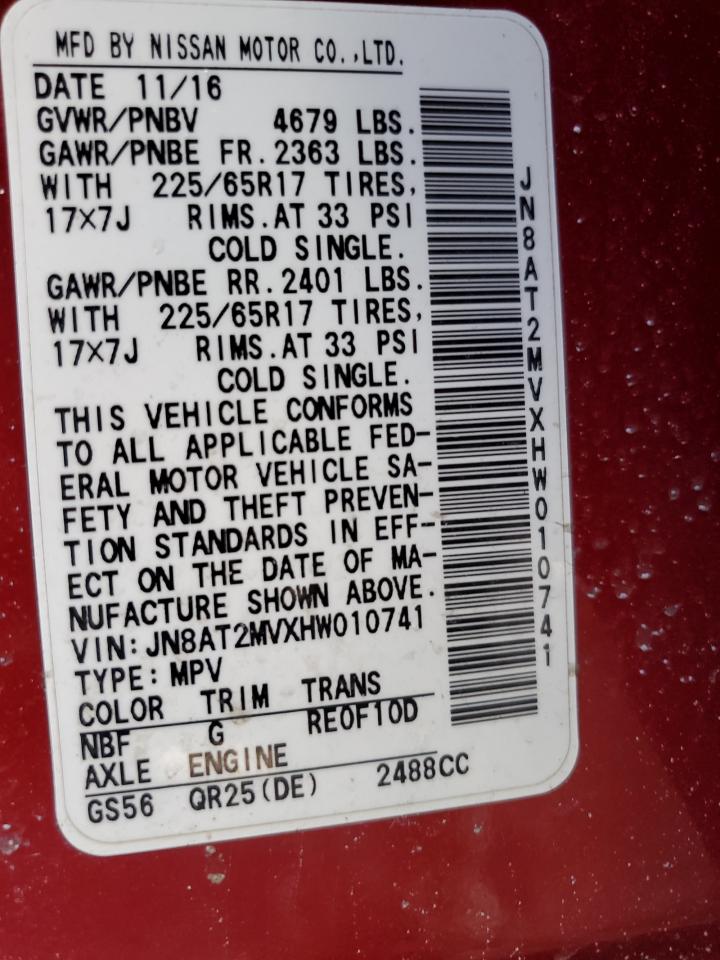 MFD BY NISSAN MOTOR CO.,LTD.
DATE 11/16
GVWR/PNBV 4679 LBS.
GAWR/PNBE FR.2363 LBS.
WITH 225/65R17 TIRES,
17×7J RIMS.AT 33 PSI
COLD SINGLE.
GAWR/PNBE RR.2401 LBS.
WITH 225/65R17 TIRES,
17×7J RIMS.AT 33 PSI
COLD SINGLE.
THIS VEHICLE CONFORMS
TO ALL APPLICABLE FED-
ERAL MOTOR VEHICLE SA-
FETY AND THEFT PREVEN-
TION STANDARDS IN EFF-
ECT ON THE DATE OF MA-
NUFACTURE SHOWN ABOVE.
VIN:JN8AT2MVXHW010741
TYPE:MPV
COLOR TRIM TRANS
NBF G RE0F10D
AXLE ENGINE
GS56 QR25(DE) 2488CC
JN8AT2MVXHW010741